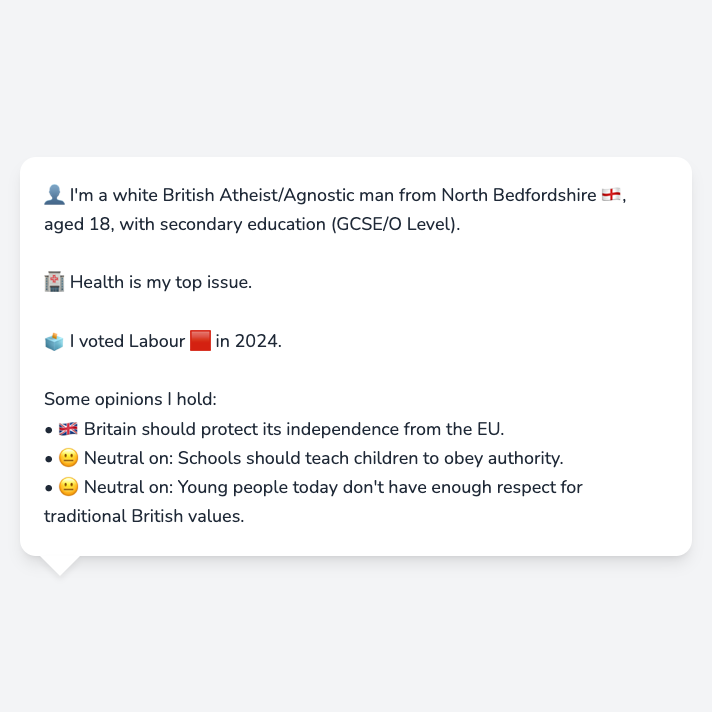 👤 I'm a white British Atheist/Agnostic man from North Bedfordshire 🏴󠁧󠁢󠁥󠁮󠁧󠁿,
aged 18, with secondary education (GCSE/O Level).
🏥 Health is my top issue.
🗳️ I voted Labour 🟥 in 2024.
Some opinions I hold:
• 🇬🇧 Britain should protect its independence from the EU.
• 😐 Neutral on: Schools should teach children to obey authority.
• 😐 Neutral on: Young people today don't have enough respect for
traditional British values.